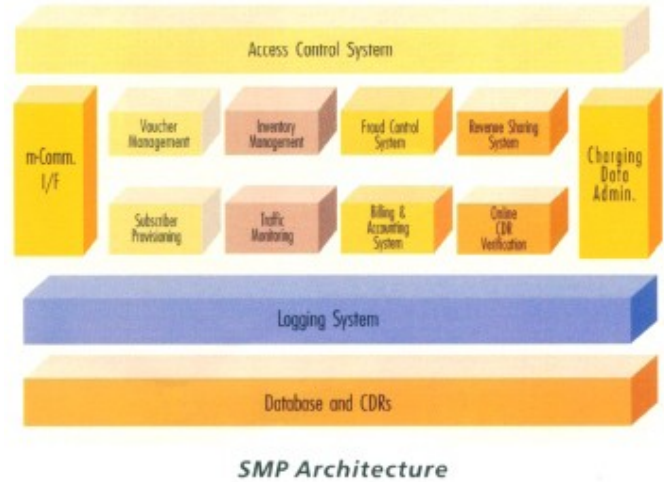 Access Control System
m-Comm.
I/F
Voucher
Management
Inventory
Management
Fraud Control
System
Revenue Sharing
System
Charging
Data
Admin.
Subscriber
Provisioning
Traffic
Monitoring
Billing &
Accounting
System
Online
CDR
Verification
Logging System
Database and CDRs
SMP Architecture